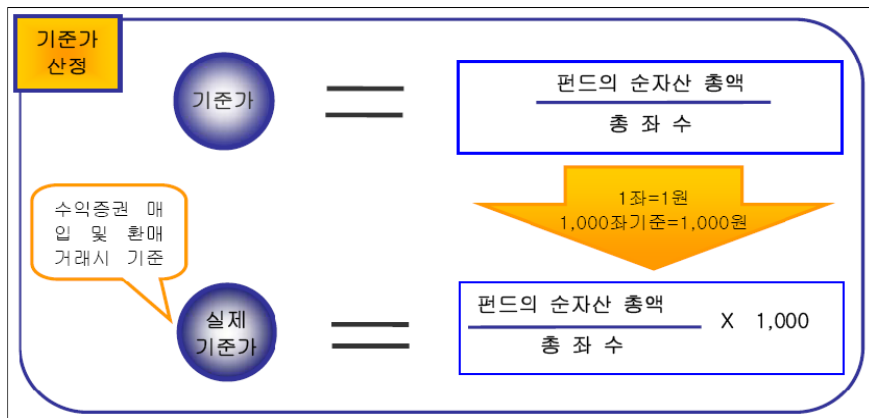 기준가
산정
기준가
펀드의 순자산 총액
총 좌 수
1좌=1원
1,000좌기준=1,000원
수익증권 매
입 및 환매
거래시 기준
실제
기준가
펀드의 순자산 총액
X 1,000
총 좌 수